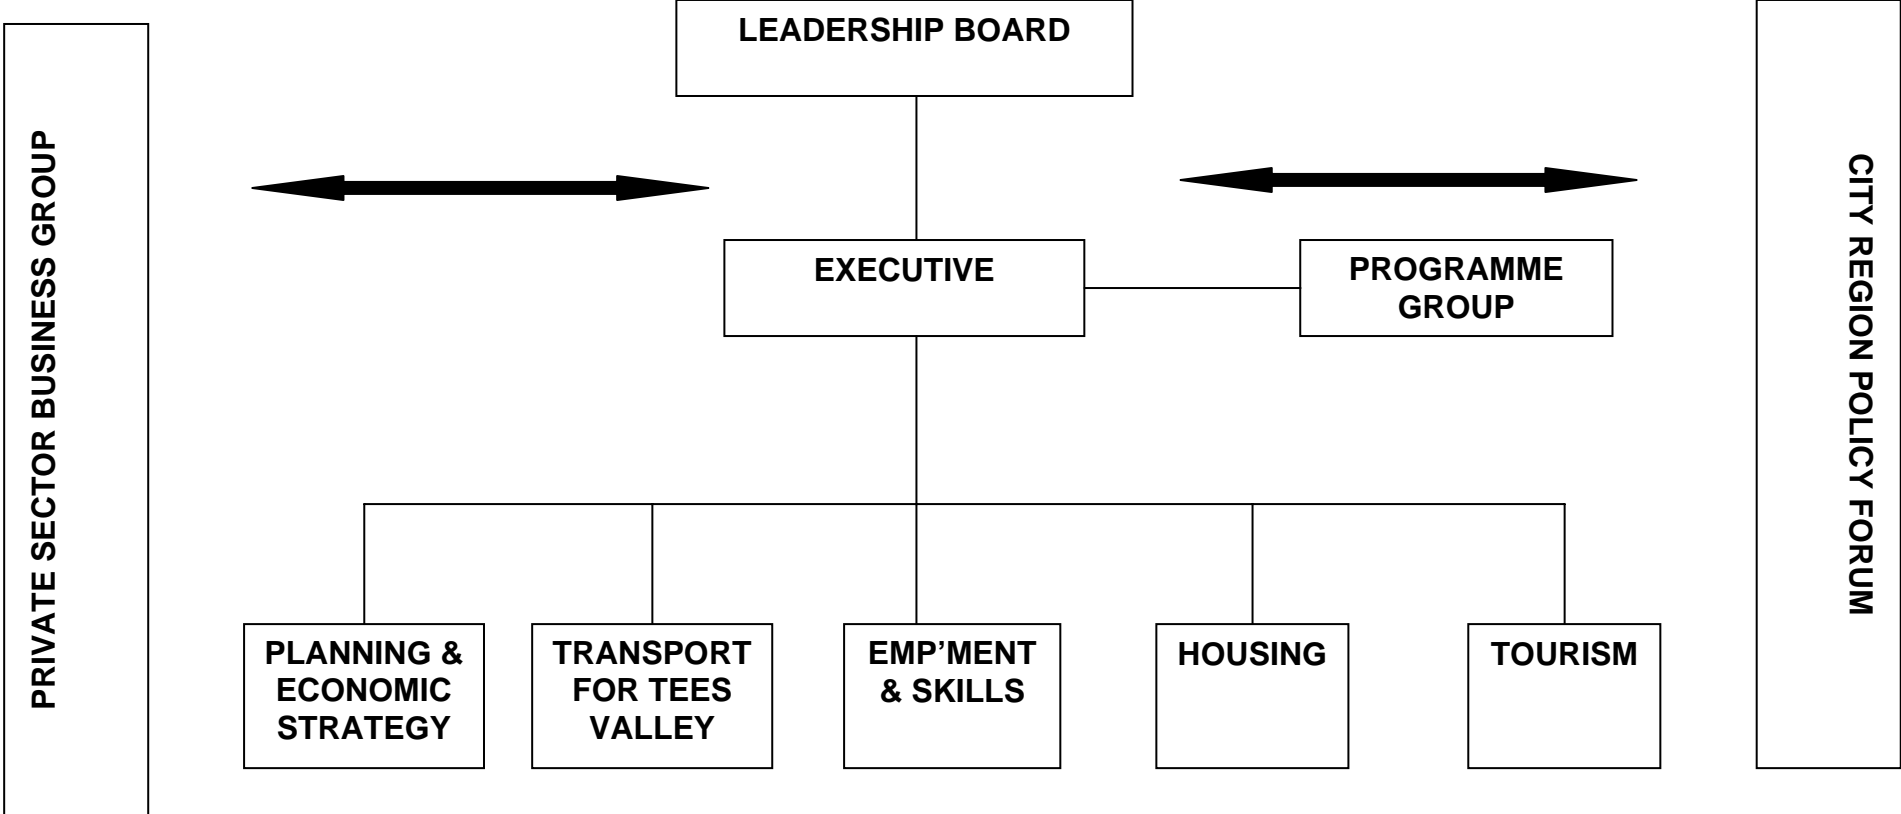 LEADERSHIP BOARD
PRIVATE SECTOR BUSINESS GROUP
CITY REGION POLICY FORUM
EXECUTIVE
PROGRAMME
GROUP
PLANNING &
ECONOMIC
STRATEGY
TRANSPORT
FOR TEES
VALLEY
EMP’MENT
& SKILLS
HOUSING
TOURISM